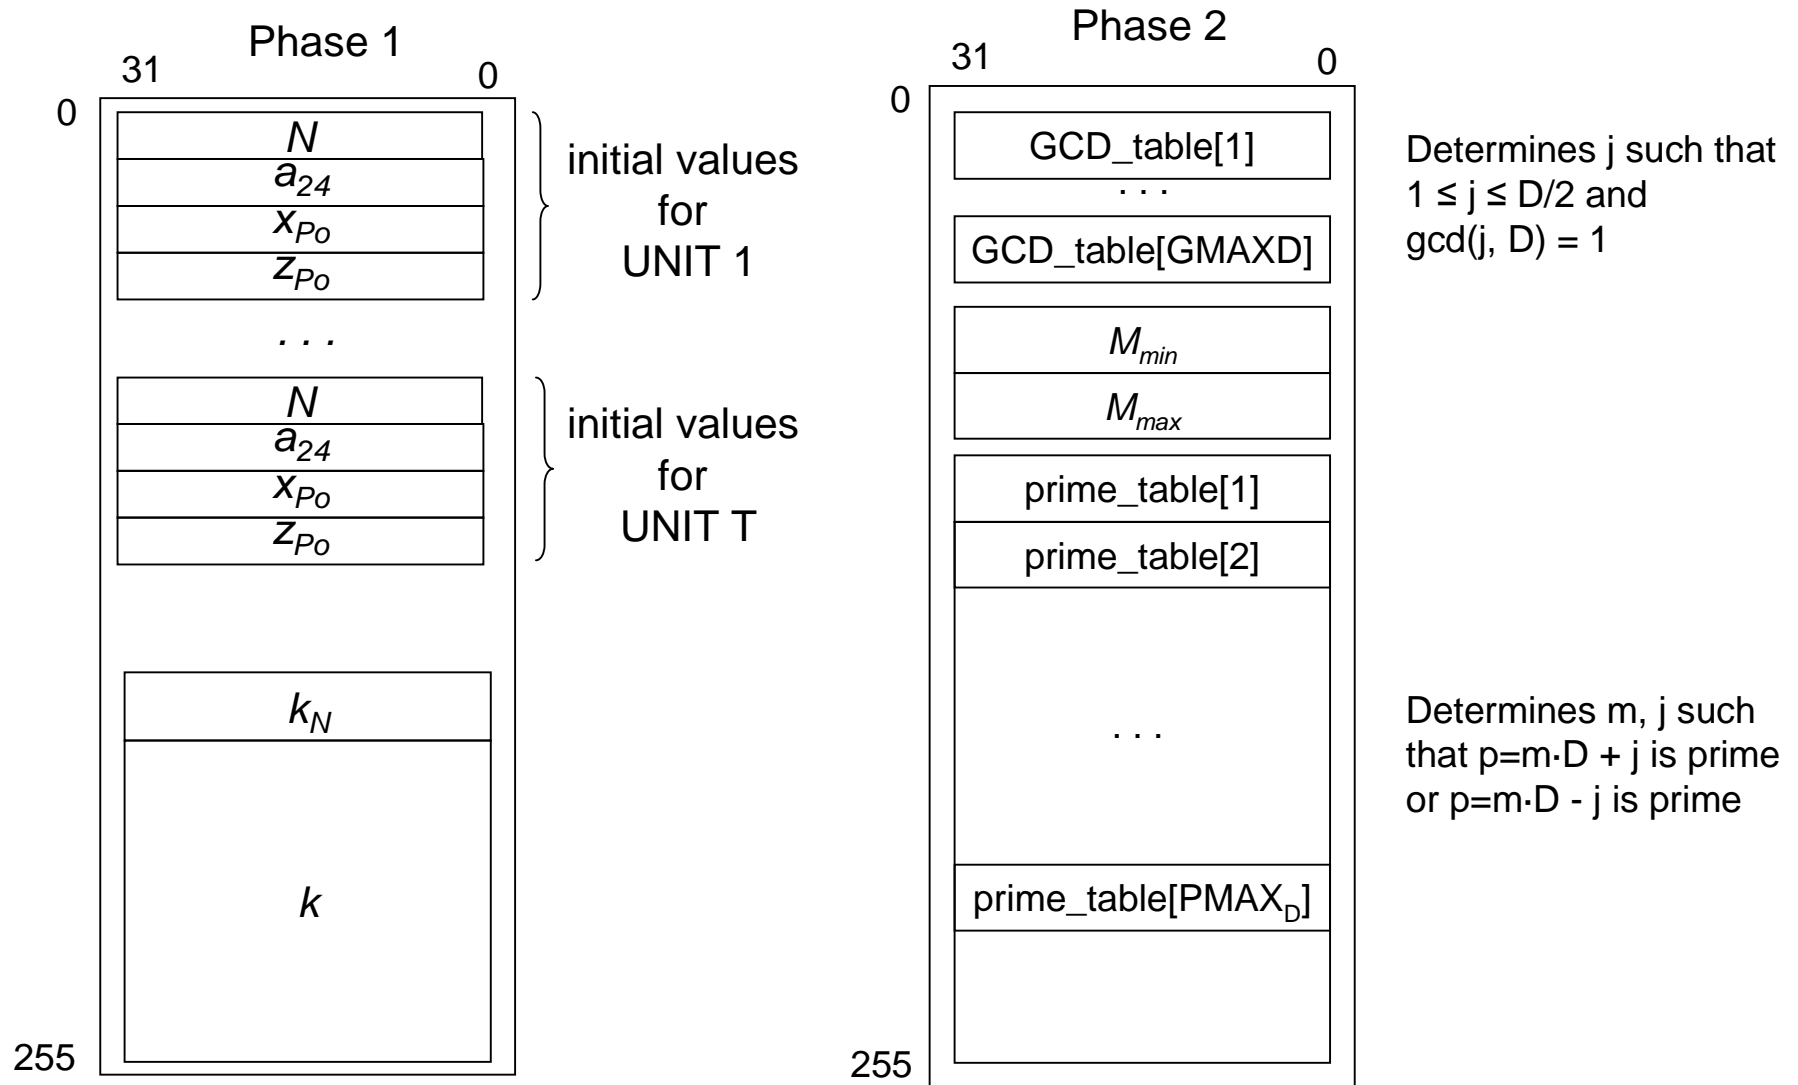 Phase 1
31 0
0
N
a24
xPo
zPo
initial values
for
UNIT 1
. . .
N
a24
xPo
zPo
initial values
for
UNIT T
kN
k
255
Phase 2
31 0
0
GCD_table[1]
. . .
GCD_table[GMAXD]
Mmin
Mmax
prime_table[1]
prime_table[2]
. . .
prime_table[PMAXD]
255
Determines j such that
1 ≤ j ≤ D/2 and
gcd(j, D) = 1
Determines m, j such
that p=m·D + j is prime
or p=m·D - j is prime